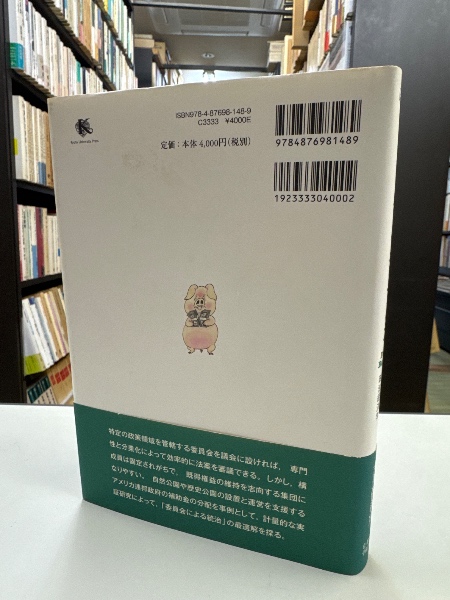 Kyoto University Press
ISBN978-4-87698-148-9
C3333 ¥4000E
定価：本体 4,000円（税別）
9784876981489
1923333040002
特定の政策領域を管轄する委員会を議会に設ければ，専門
性と分業化によって効率的に法案を審議できる。しかし，構
成員は固定されがちで，既得権益の維持を志向する集団に
なりやすい。自然公園や歴史公園の設置と運営を支援する
アメリカ連邦政府の補助金の分配を事例として，計量的な実
証研究によって，「委員会による統治」の最適解を探る。